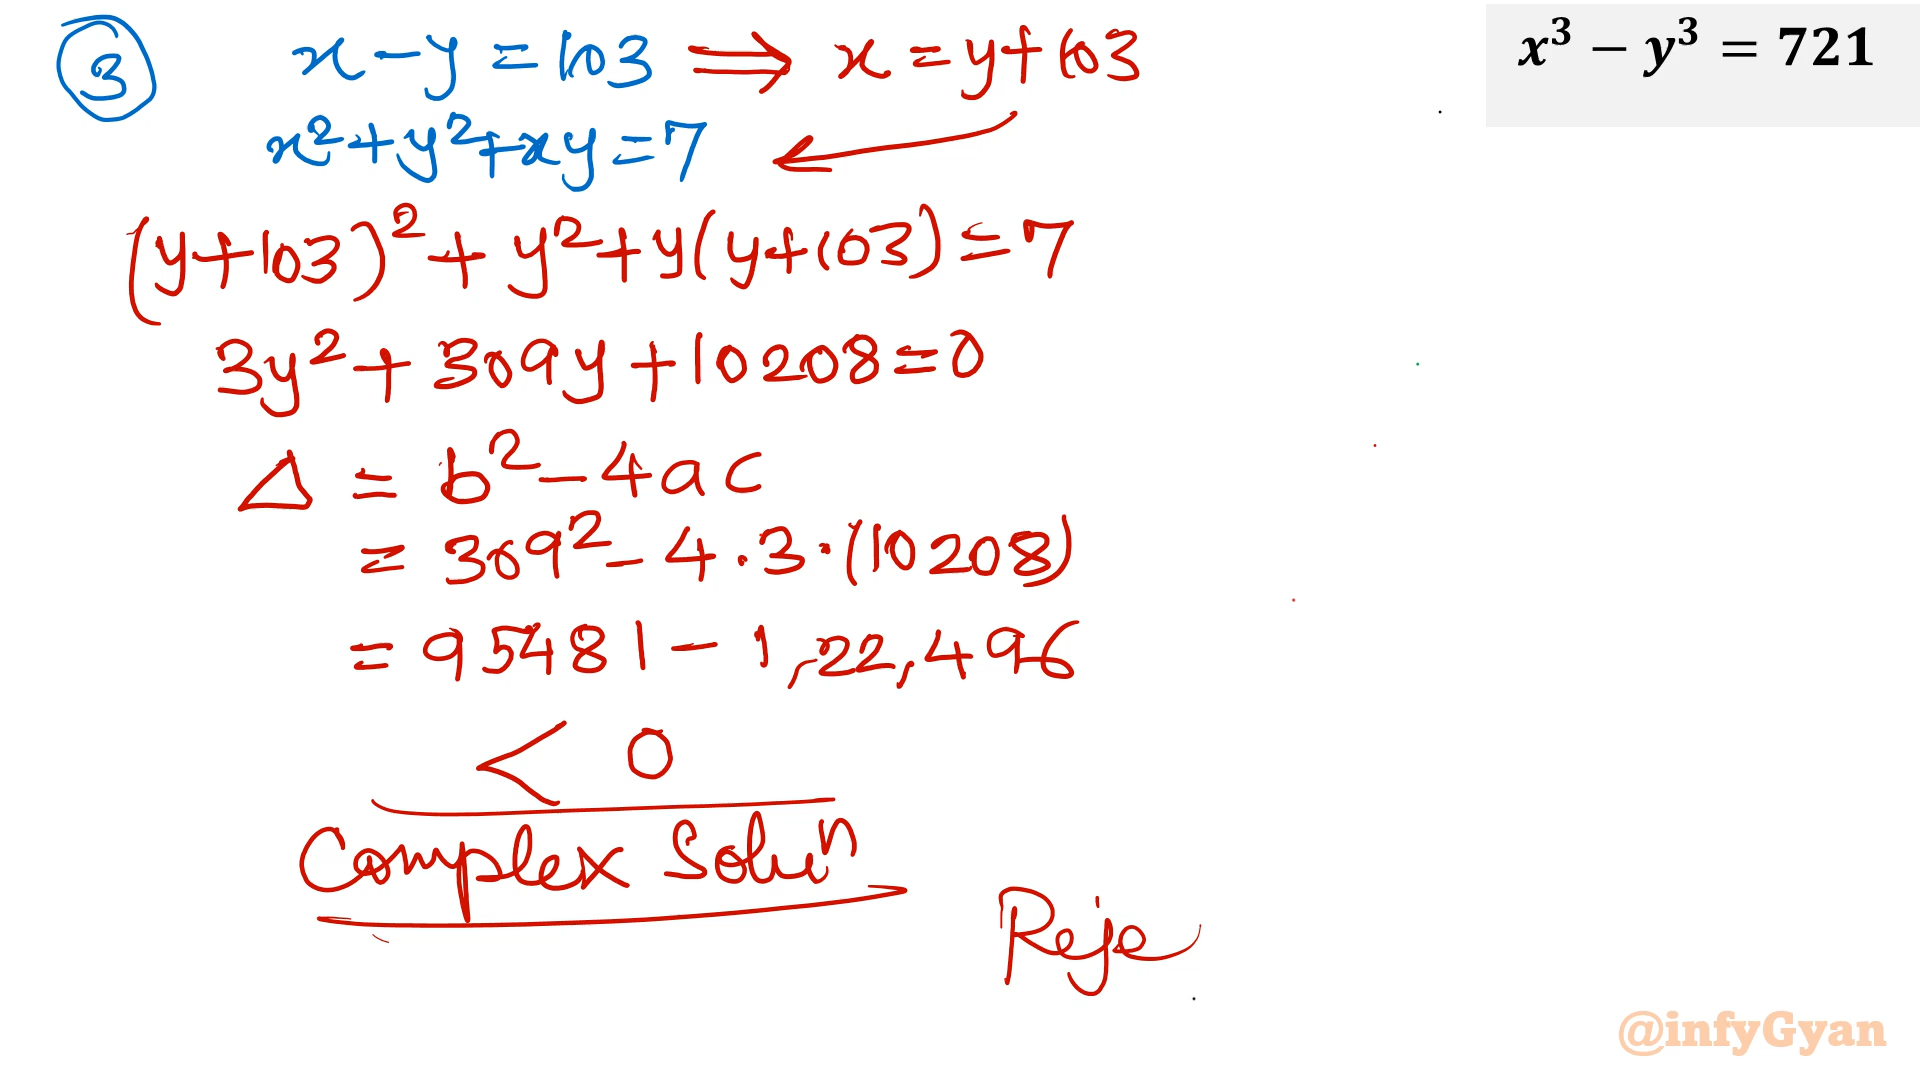 ③ x - y = 103 ⟹ x = y + 103
x³ − y³ = 721
x² + y² + xy = 7
(y+103)² + y² + y(y+103) = 7
3y² + 309y + 10208 = 0
Δ = b² - 4ac
= 309² - 4 . 3 . (10208)
= 95481 - 1,22,496
< 0
Complex Soluⁿ
Reje
@infyGyan